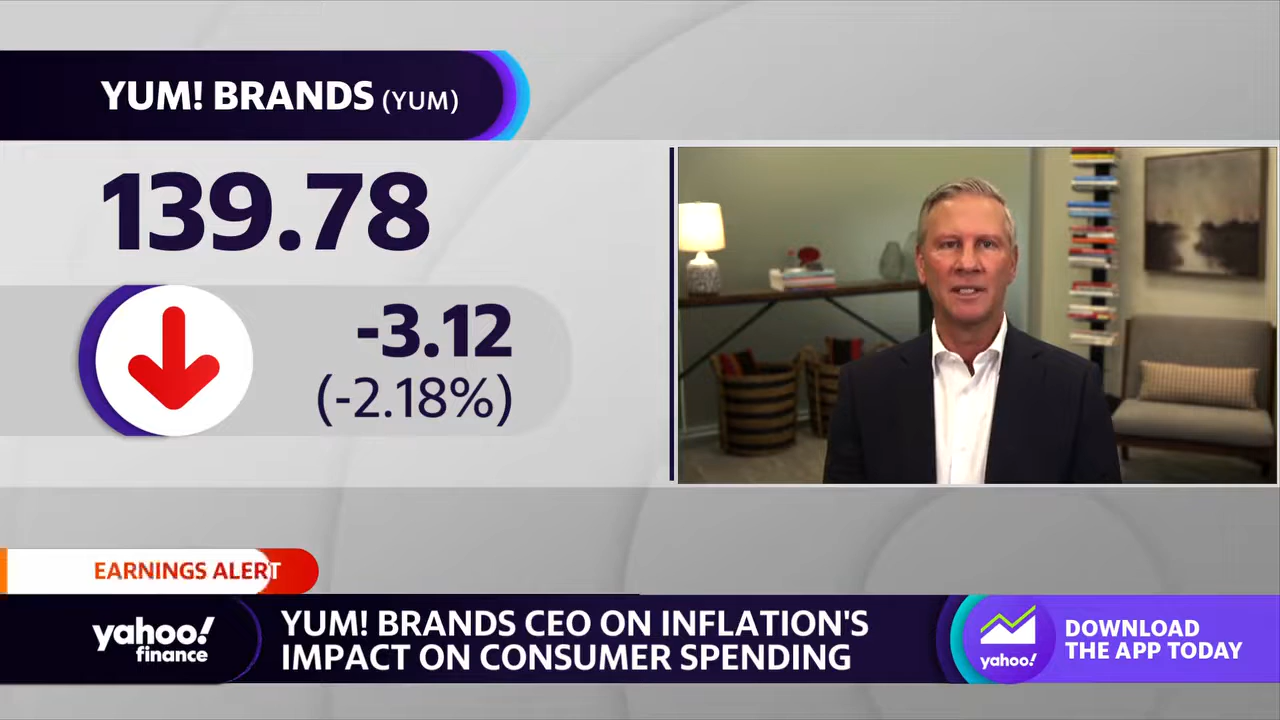 YUM! BRANDS (YUM)
139.78
-3.12
(-2.18%)
EARNINGS ALERT
yahoo!
finance
YUM! BRANDS CEO ON INFLATION'S
IMPACT ON CONSUMER SPENDING
yahoo!
DOWNLOAD
THE APP TODAY